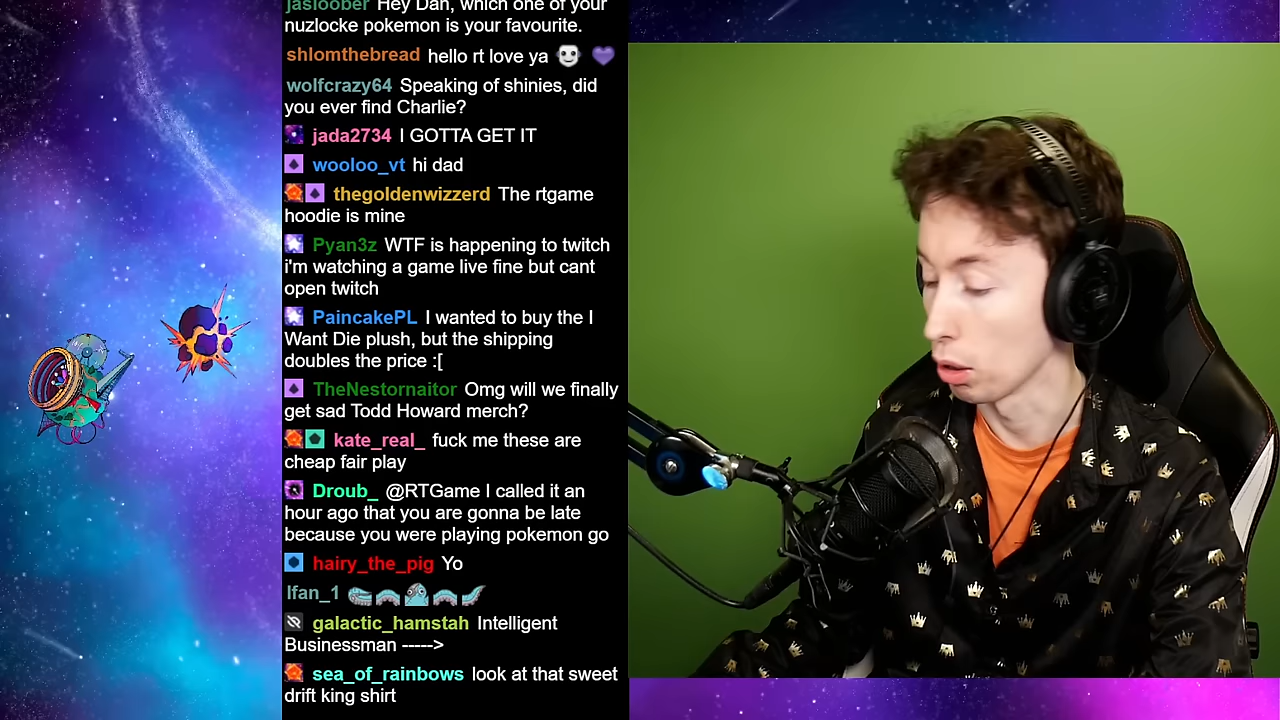 jasloober Hey Dan, which one of your
nuzlocke pokemon is your favourite.
shlomthebread hello rt love ya
wolfcrazy64 Speaking of shinies, did
you ever find Charlie?
jada2734 I GOTTA GET IT
wooloo_vt hi dad
thegoldenwizzerd The rtgame
hoodie is mine
Pyan3z WTF is happening to twitch
i'm watching a game live fine but cant
open twitch
PaincakePL I wanted to buy the I
Want Die plush, but the shipping
doubles the price :[
TheNestornaitor Omg will we finally
get sad Todd Howard merch?
kate_real_ fuck me these are
cheap fair play
Droub_ @RTGame I called it an
hour ago that you are gonna be late
because you were playing pokemon go
hairy_the_pig Yo
lfan_1
galactic_hamstah Intelligent
Businessman ----->
sea_of_rainbows look at that sweet
drift king shirt